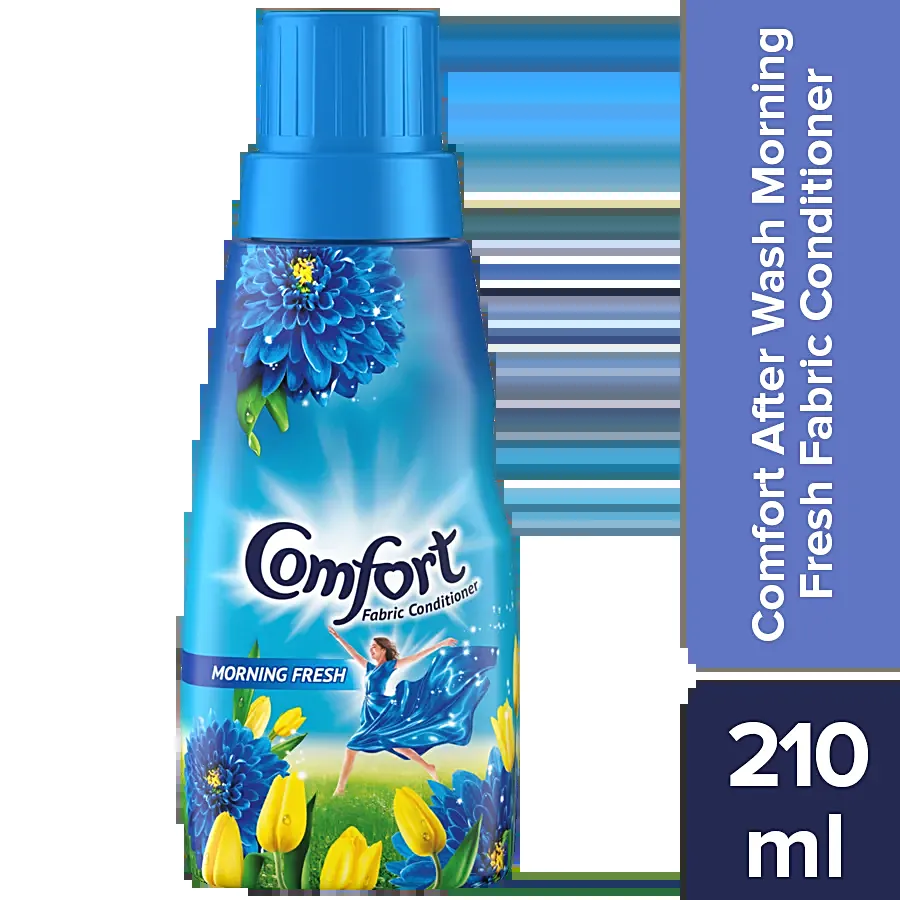 Comfort
Fabric Conditioner
MORNING FRESH
Comfort After Wash Morning
Fresh Fabric Conditioner
210
ml